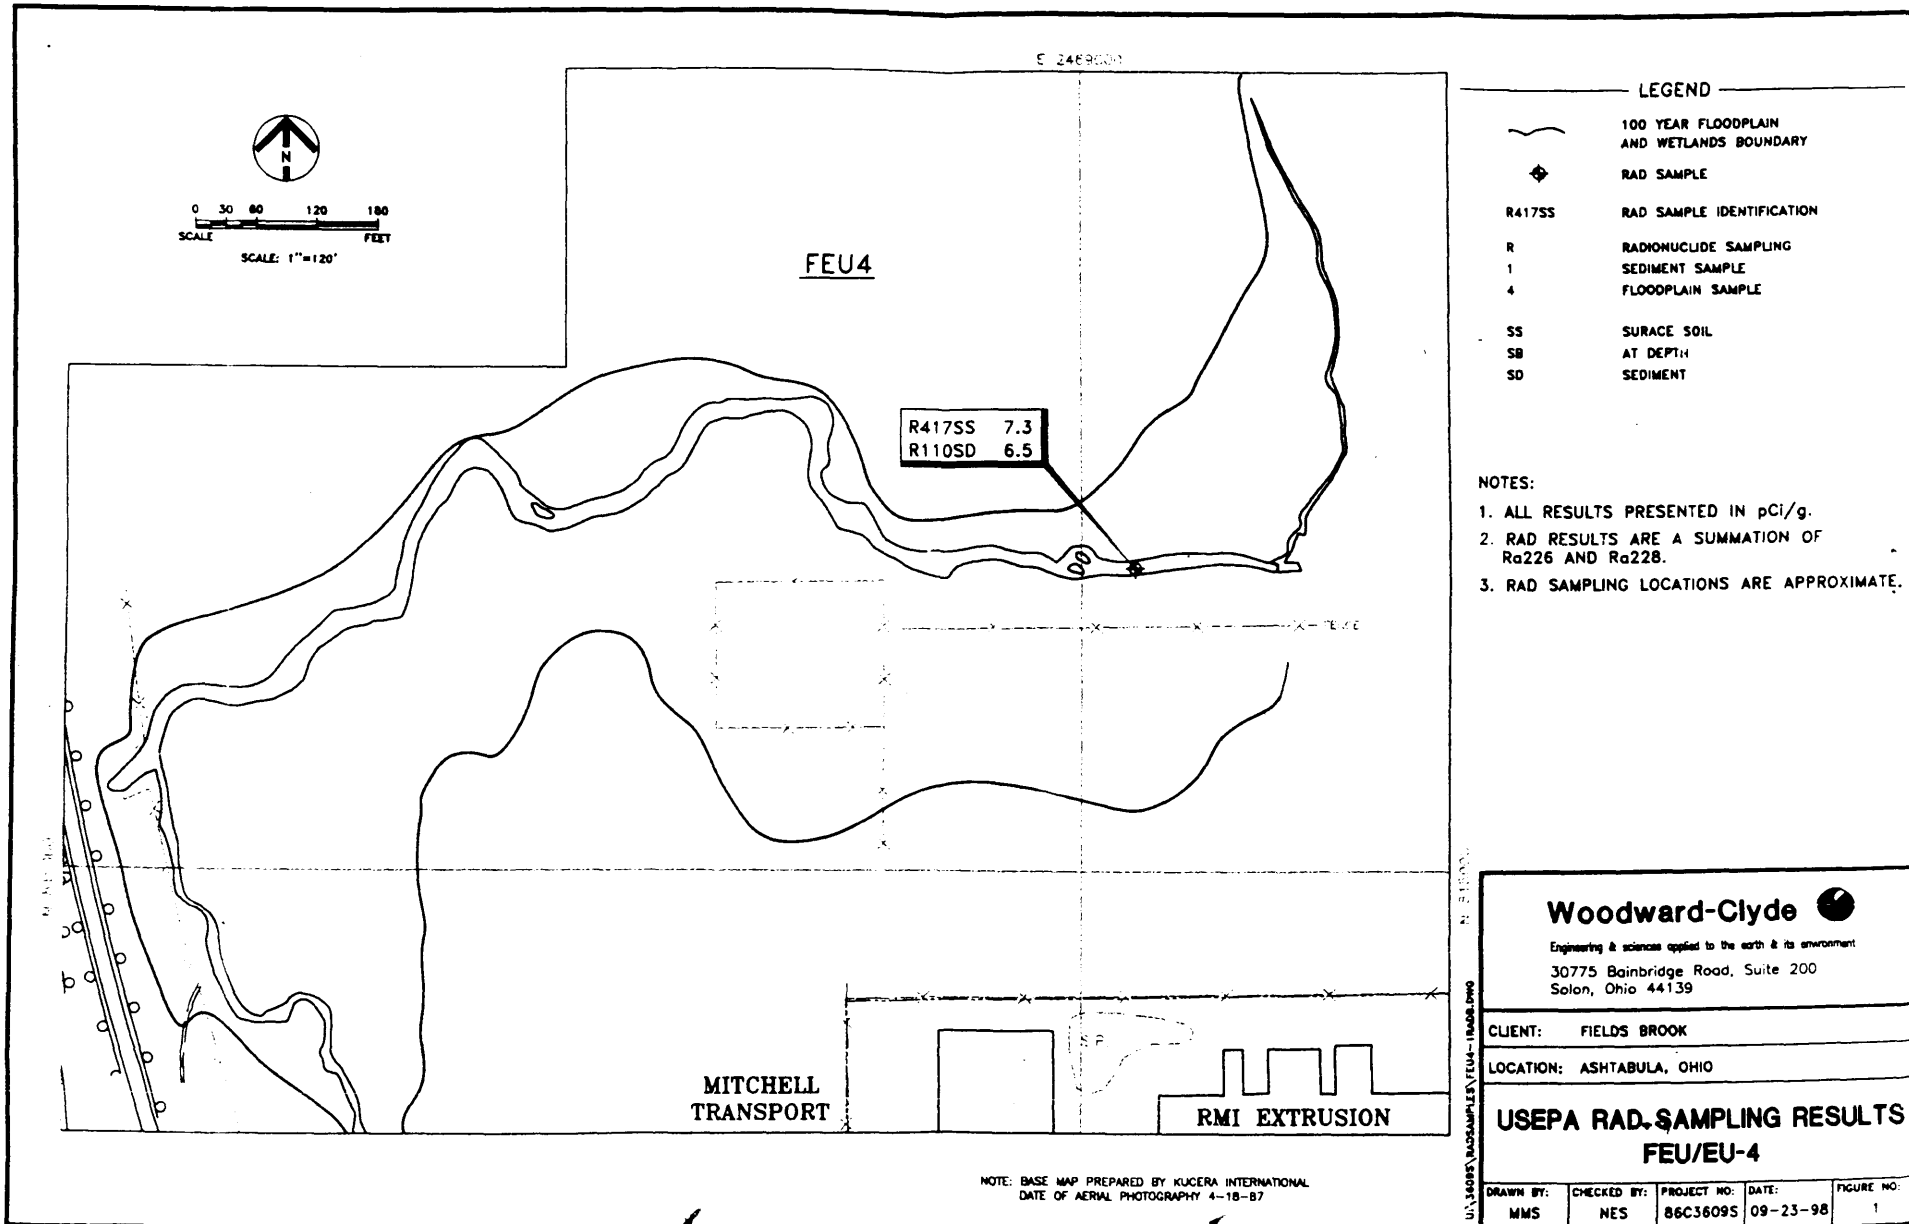 E 2469000
LEGEND
100 YEAR FLOODPLAIN
AND WETLANDS BOUNDARY
RAD SAMPLE
R417SS RAD SAMPLE IDENTIFICATION
R RADIONUCLIDE SAMPLING
1 SEDIMENT SAMPLE
4 FLOODPLAIN SAMPLE
SS SURACE SOIL
SB AT DEPTH
SD SEDIMENT
N
0 30 60 120 180
SCALE FEET
SCALE: 1"=120'
FEU4
R417SS 7.3
R110SD 6.5
NOTES:
1. ALL RESULTS PRESENTED IN pCi/g.
2. RAD RESULTS ARE A SUMMATION OF
Ra226 AND Ra228.
3. RAD SAMPLING LOCATIONS ARE APPROXIMATE.
MITCHELL
TRANSPORT
RMI EXTRUSION
NOTE: BASE MAP PREPARED BY KUCERA INTERNATIONAL
DATE OF AERIAL PHOTOGRAPHY 4-18-87
Woodward-Clyde
Engineering & sciences applied to the earth & its environment
30775 Bainbridge Road, Suite 200
Solon, Ohio 44139
CLIENT: FIELDS BROOK
LOCATION: ASHTABULA, OHIO
USEPA RAD. SAMPLING RESULTS
FEU/EU-4
DRAWN BY: CHECKED BY: PROJECT NO: DATE: FIGURE NO:
MMS NES 86C3609S 09-23-98 1